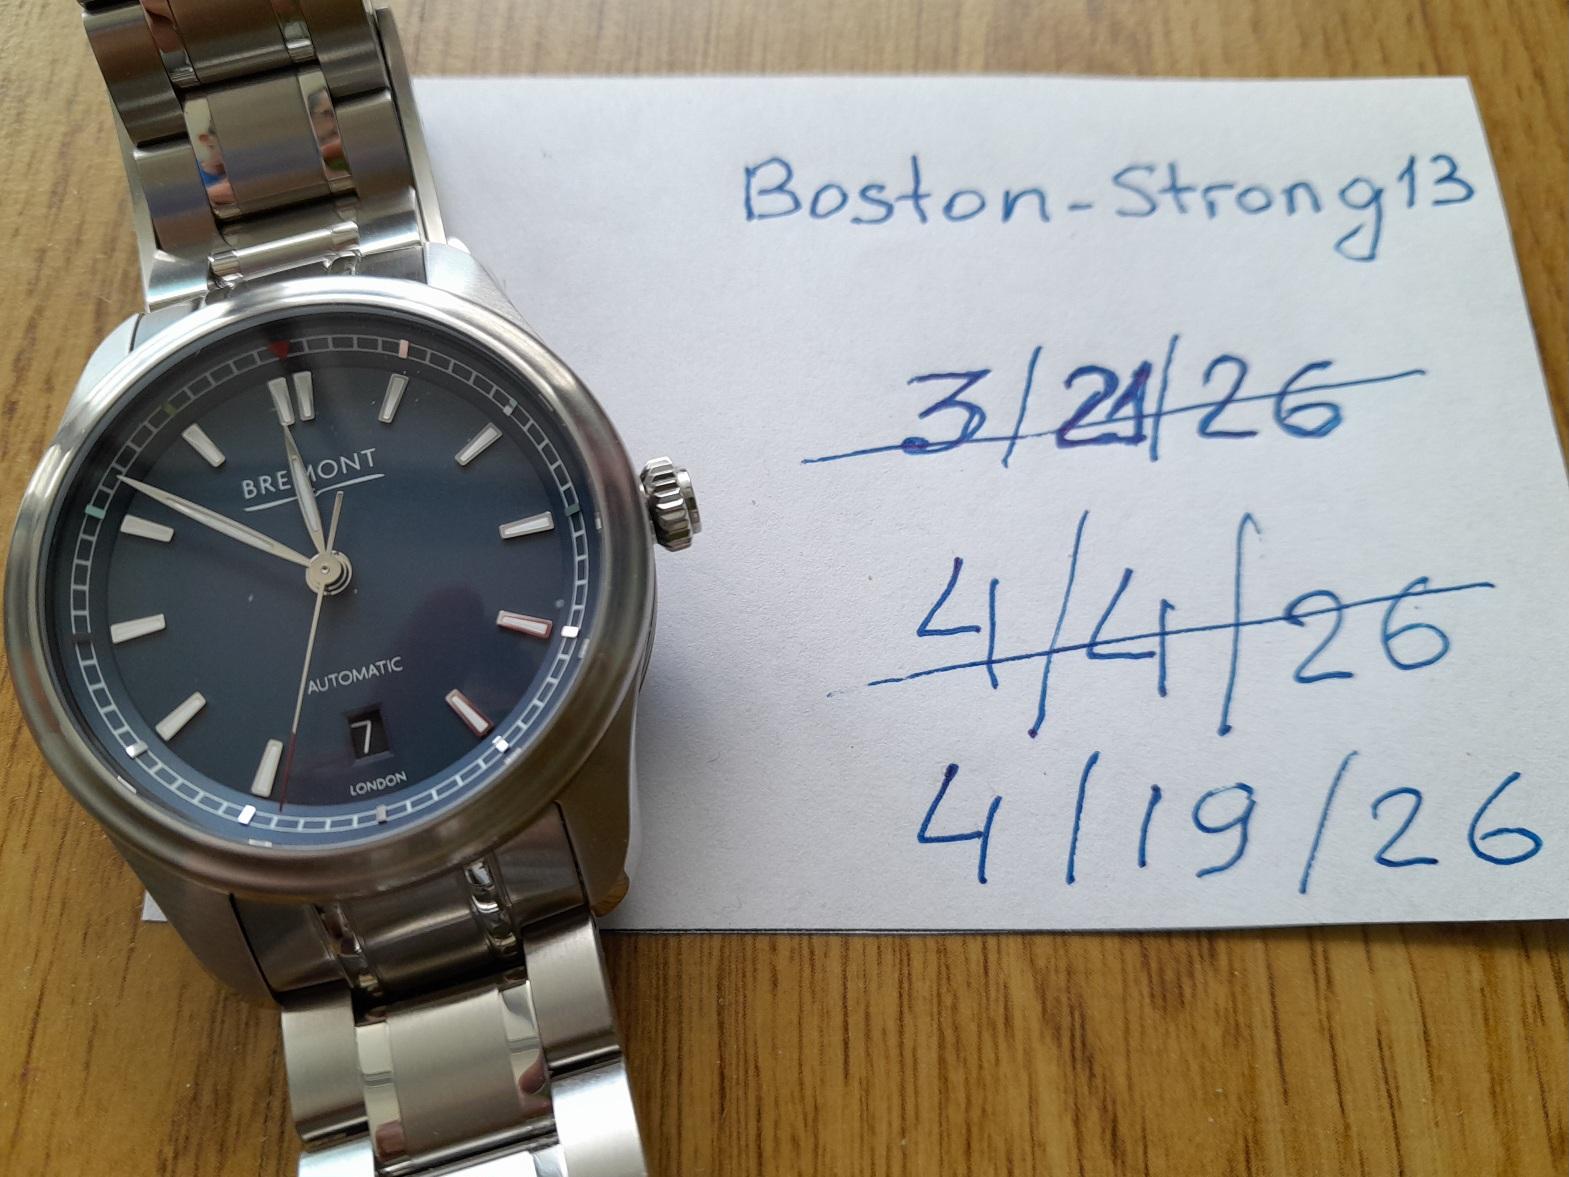 BREMONT
AUTOMATIC
7
LONDON
Boston-Strong13
3/21/26
4/4/26
4/19/26